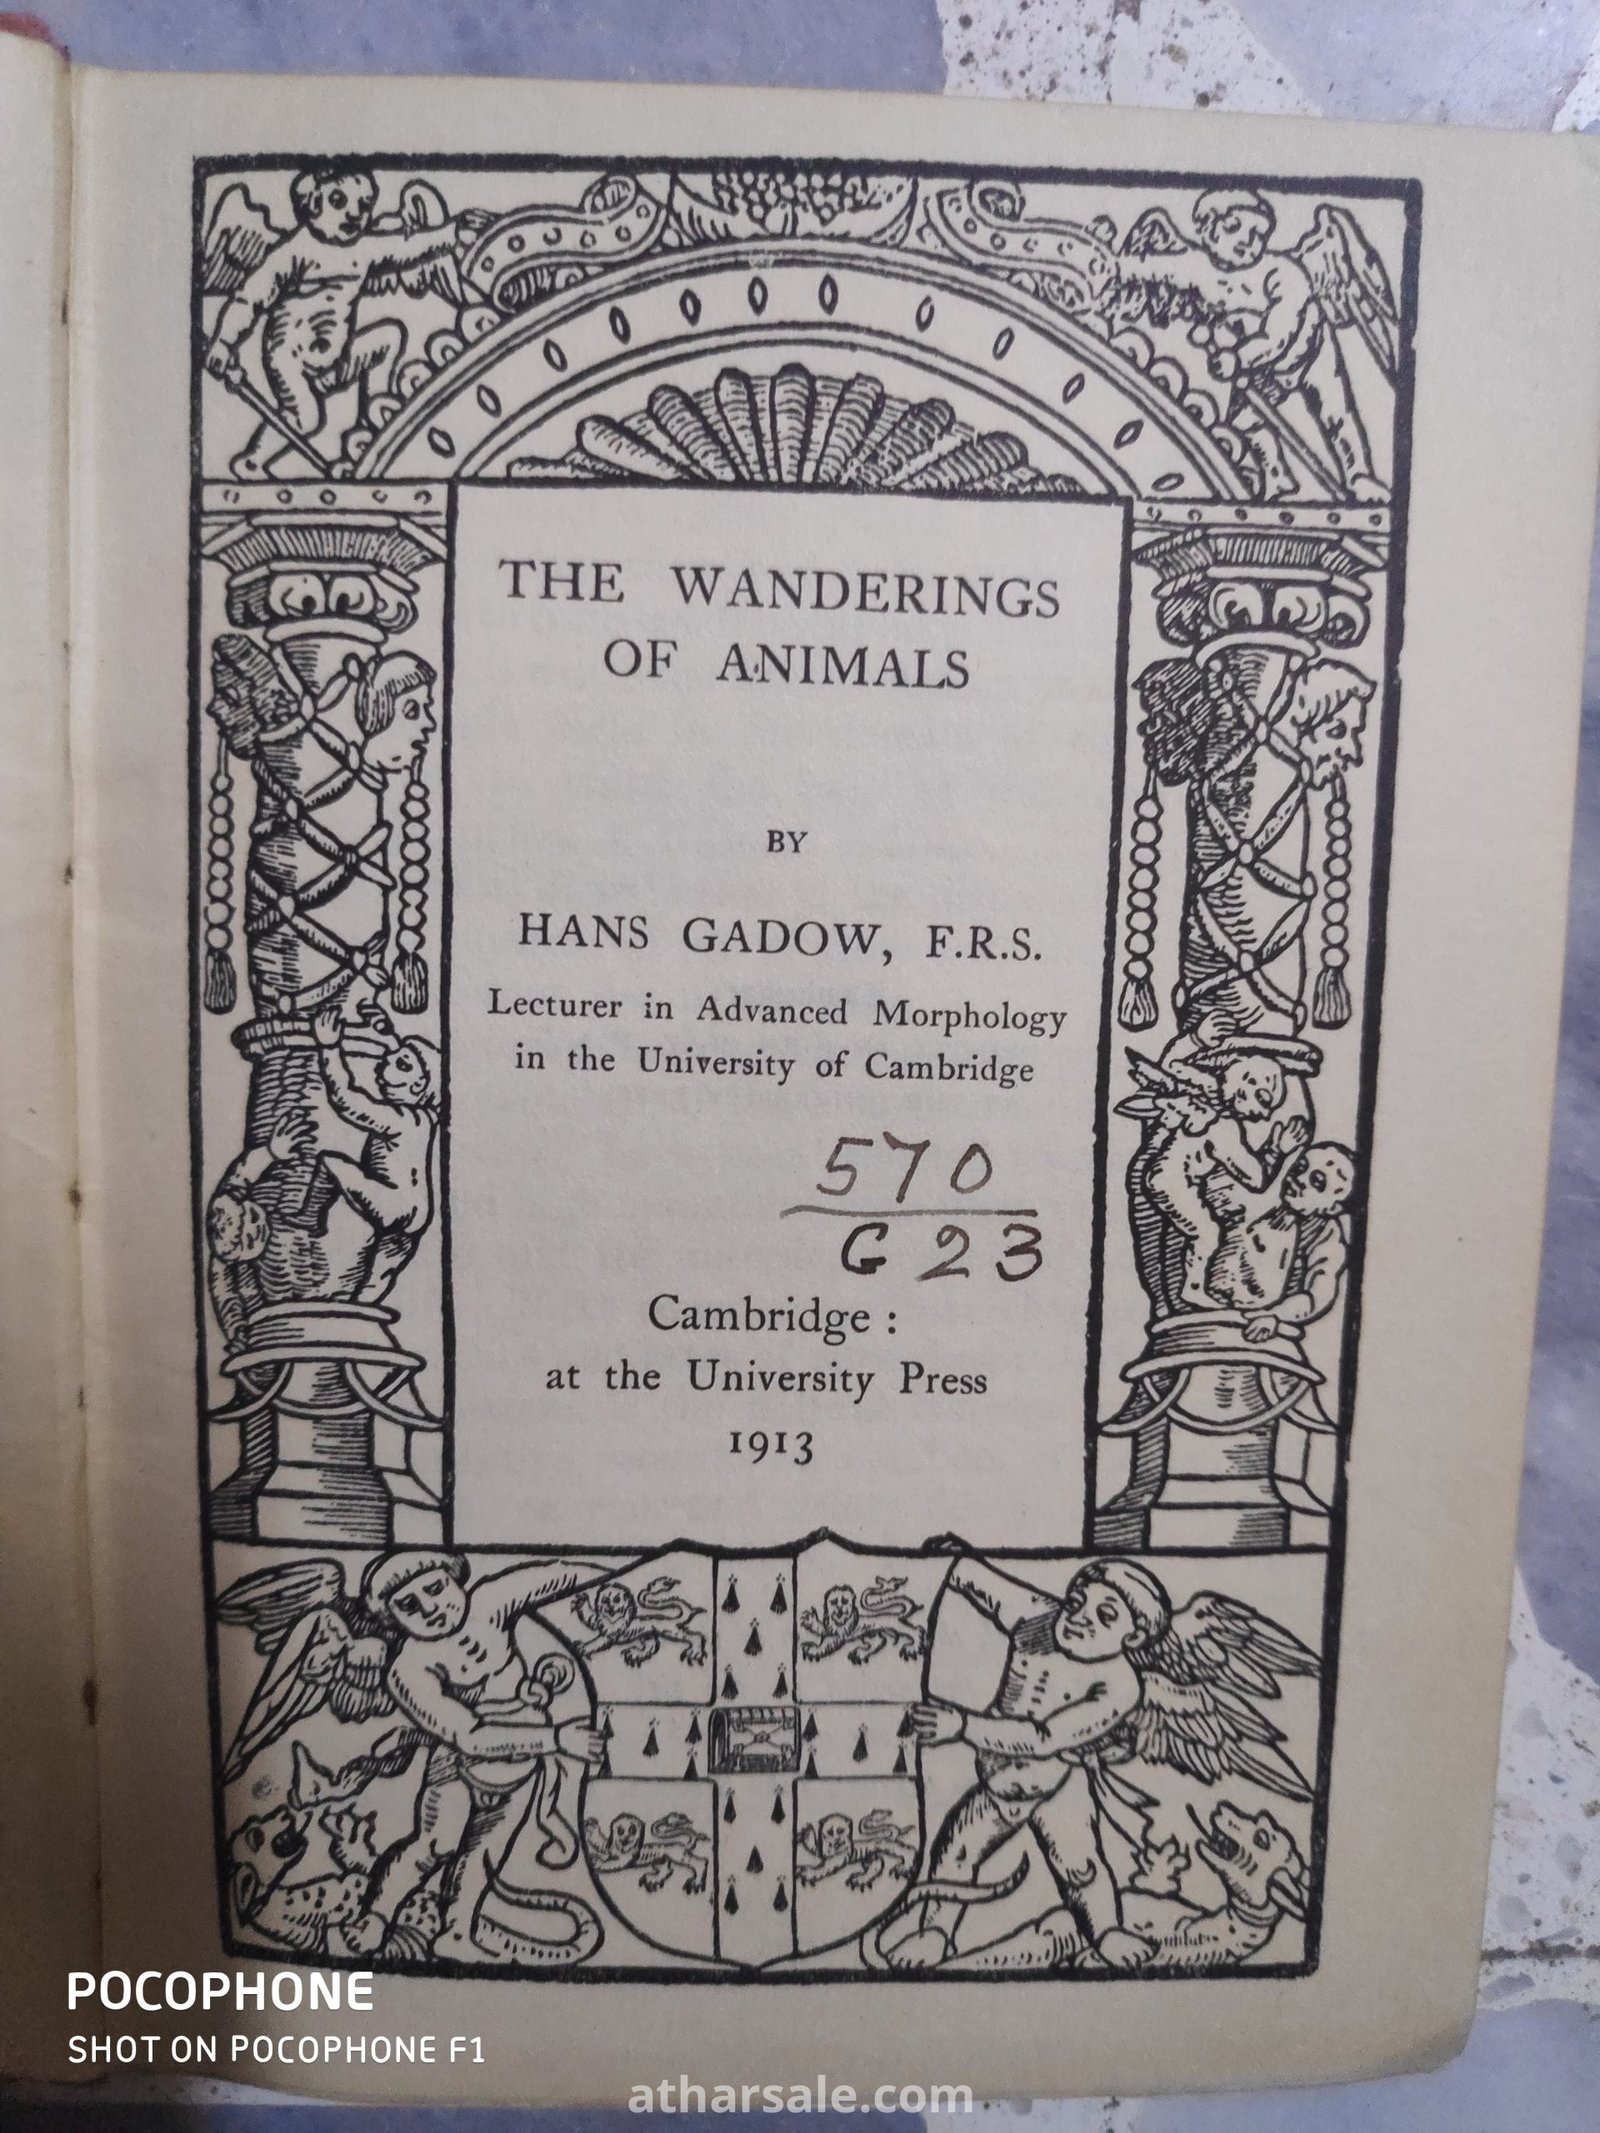 THE WANDERINGS
OF ANIMALS
BY
HANS GADOW, F.R.S.
Lecturer in Advanced Morphology
in the University of Cambridge
570
G 23
Cambridge :
at the University Press
1913
POCOPHONE
SHOT ON POCOPHONE F1
atharsale.com